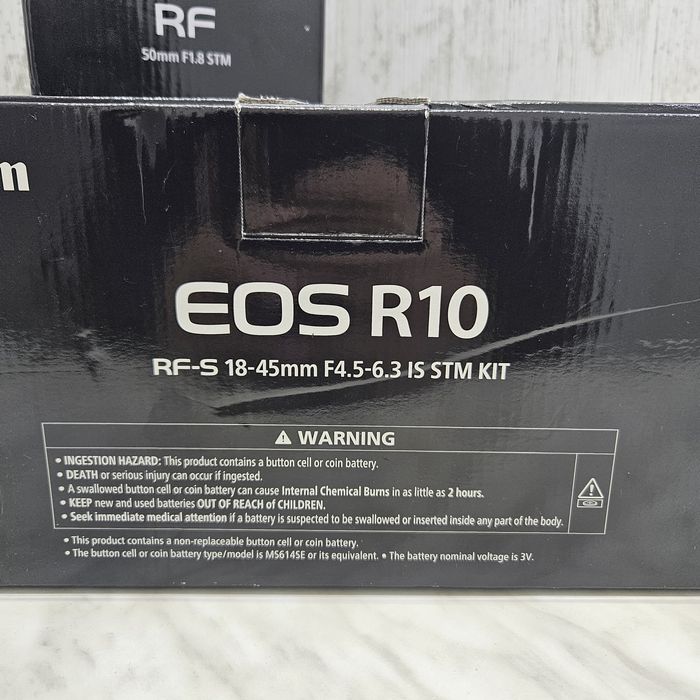 RF
50mm F1.8 STM
n
EOS R10
RF-S 18-45mm F4.5-6.3 IS STM KIT
⚠ WARNING
• INGESTION HAZARD: This product contains a button cell or coin battery.
• DEATH or serious injury can occur if ingested.
• A swallowed button cell or coin battery can cause Internal Chemical Burns in as little as 2 hours.
• KEEP new and used batteries OUT OF REACH of CHILDREN.
• Seek immediate medical attention if a battery is suspected to be swallowed or inserted inside any part of the body.
• This product contains a non-replaceable button cell or coin battery.
• The button cell or coin battery type/model is MS614SE or its equivalent. • The battery nominal voltage is 3V.